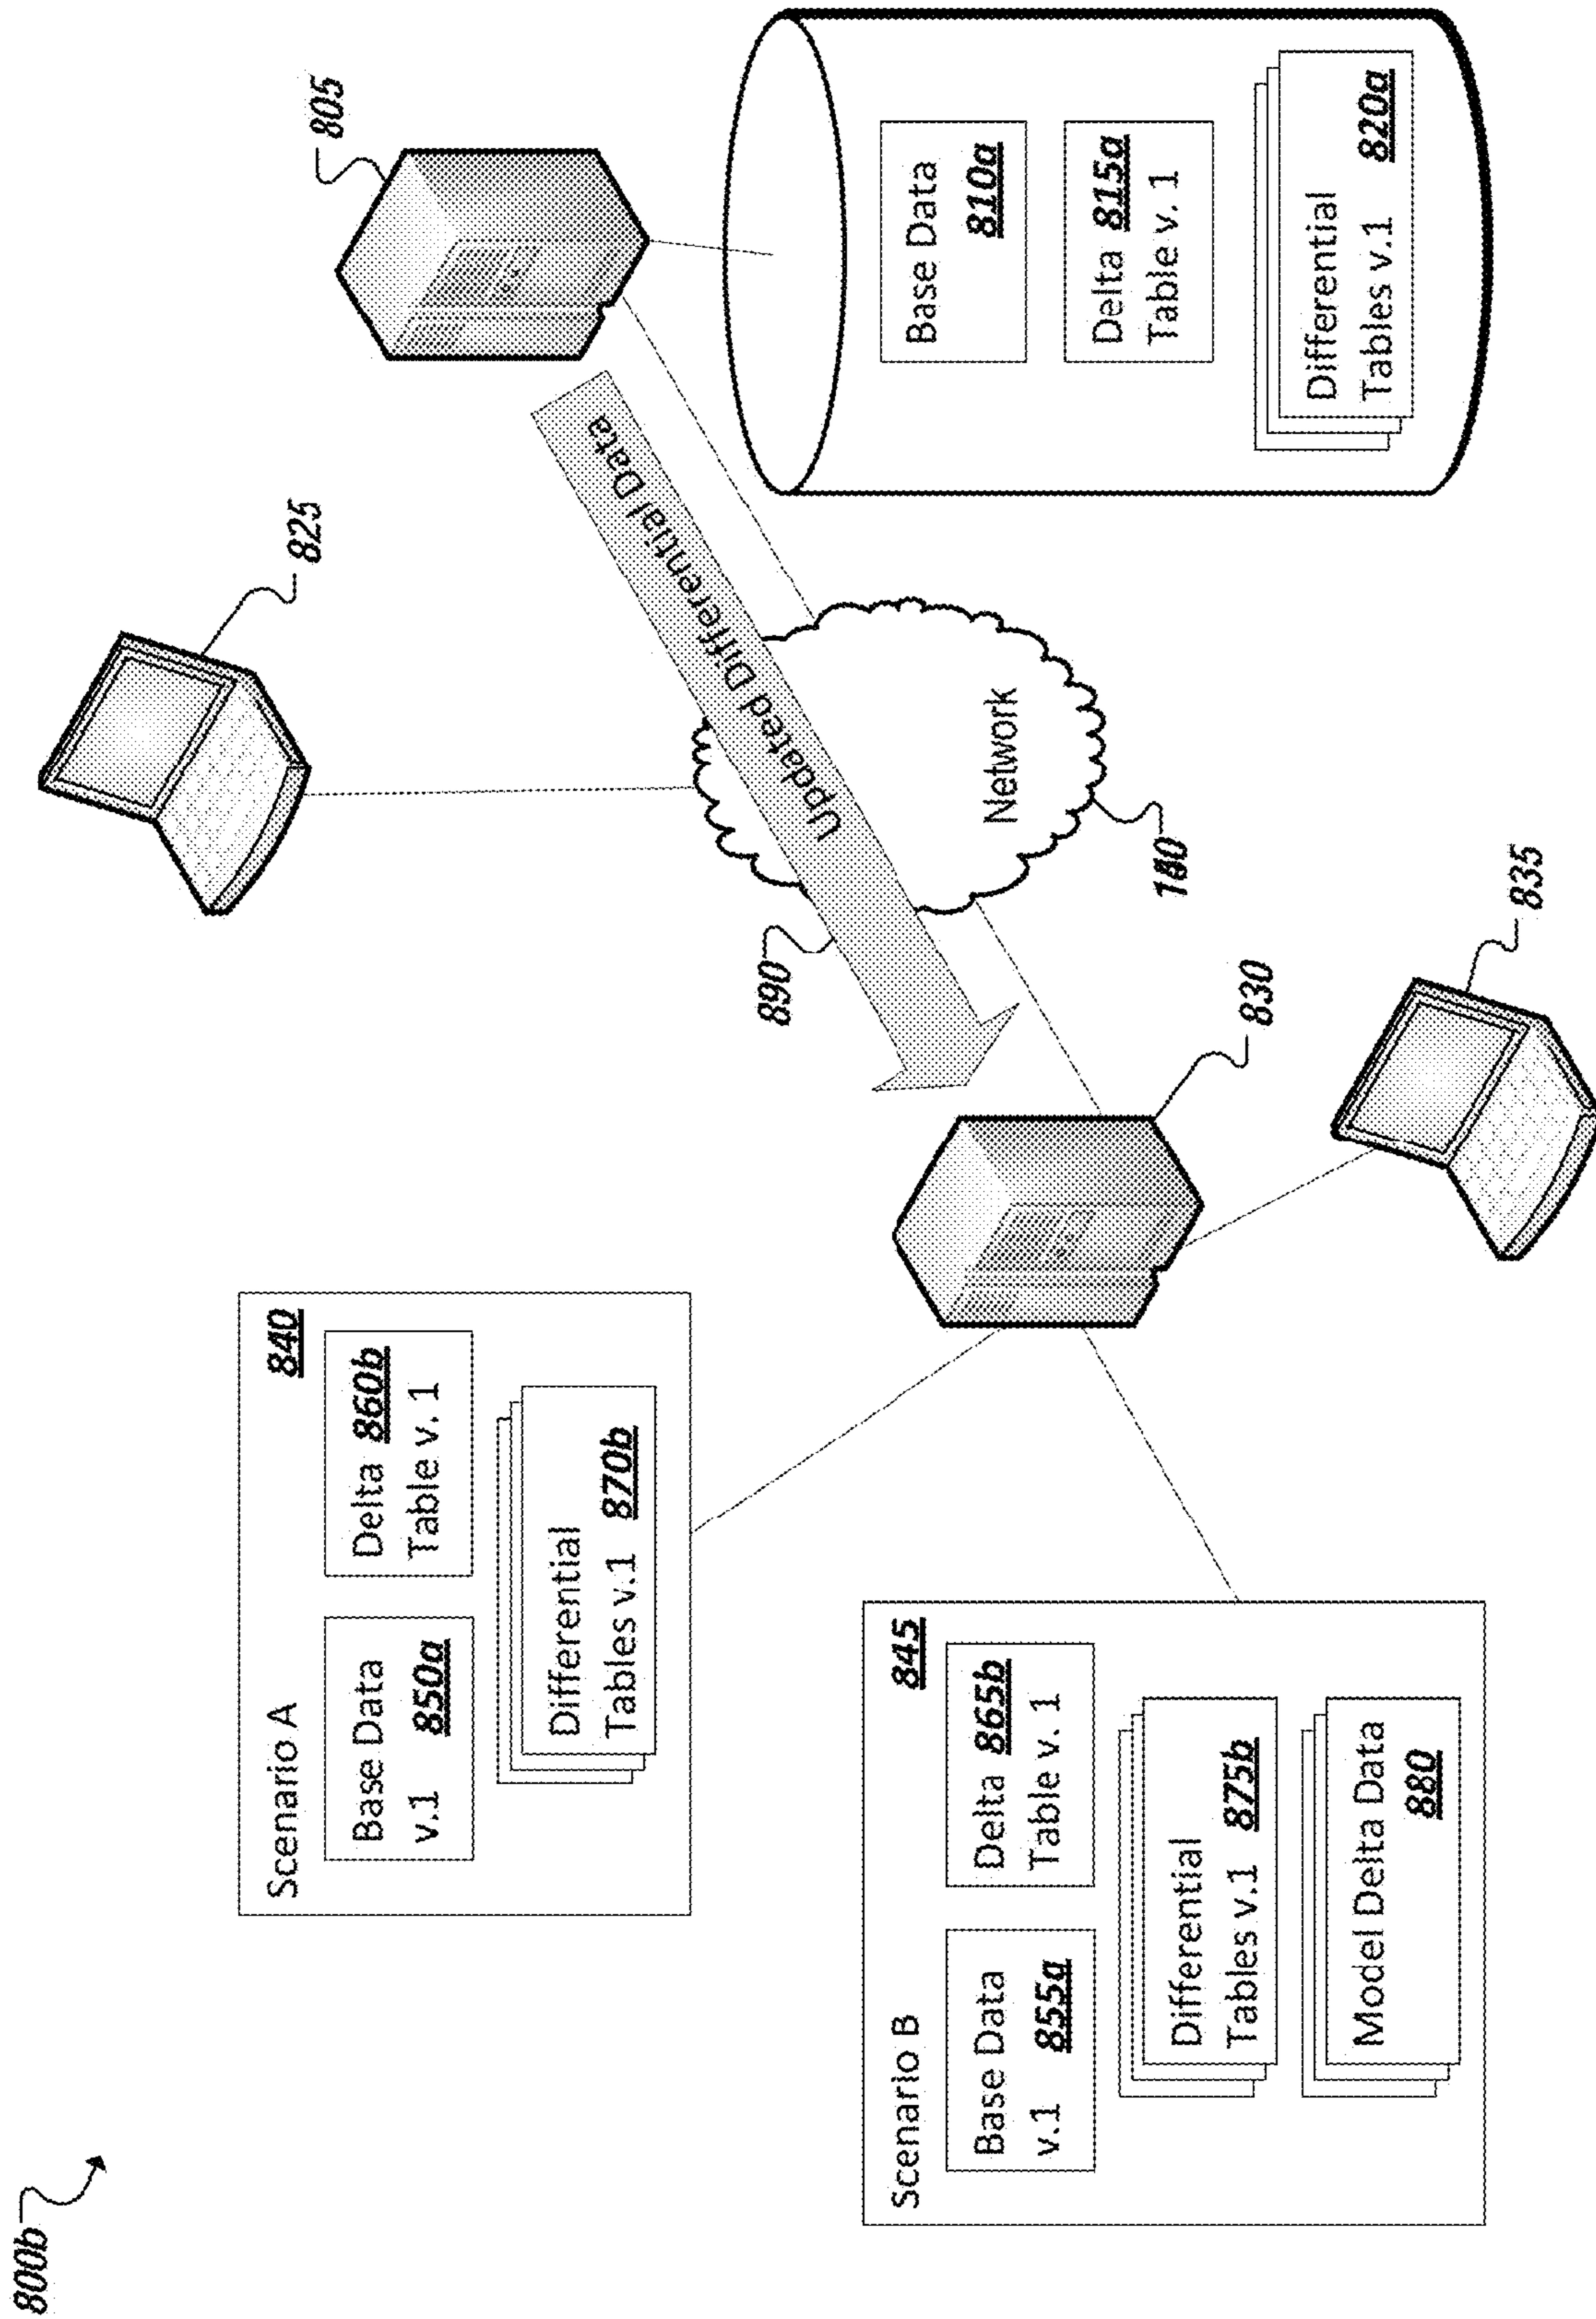 800b
Scenario A
840
Base Data
v.1 850a
Delta 860b
Table v. 1
Differential
Tables v.1 870b
Scenario B
845
Base Data
v.1 855a
Delta 865b
Table v. 1
Differential
Tables v.1 875b
Model Delta Data
880
825
890
Updated Differential Data
Network
180
830
835
805
Base Data
810a
Delta 815a
Table v. 1
Differential
Tables v.1 820a